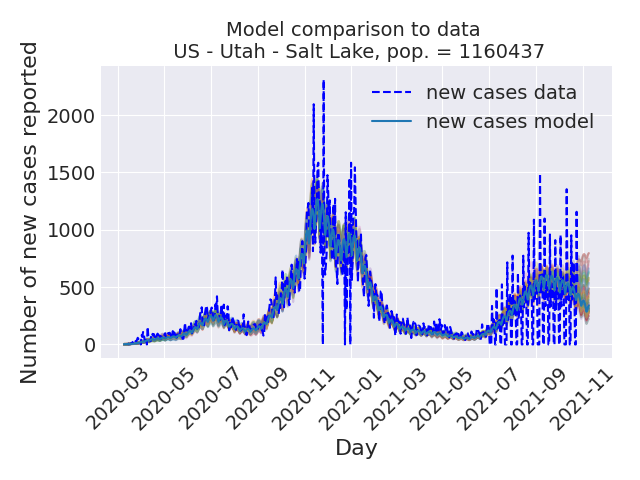 Model comparison to data
US - Utah - Salt Lake, pop. = 1160437
Number of new cases reported
2000
1500
1000
500
0
new cases data
new cases model
2020-03
2020-05
2020-07
2020-09
2020-11
2021-01
2021-03
2021-05
2021-07
2021-09
2021-11
Day